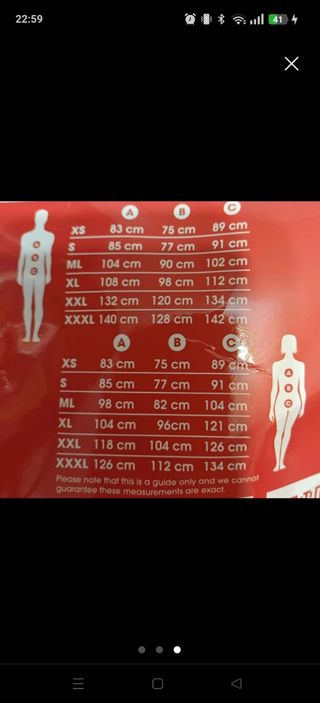 22:59
41
A B C
XS 83 cm 75 cm 89 cm
S 85 cm 77 cm 91 cm
ML 104 cm 90 cm 102 cm
XL 108 cm 98 cm 112 cm
XXL 132 cm 120 cm 134 cm
XXXL 140 cm 128 cm 142 cm
A
B
C
A B C
XS 83 cm 75 cm 89 cm
S 85 cm 77 cm 91 cm
ML 98 cm 82 cm 104 cm
XL 104 cm 96cm 121 cm
XXL 118 cm 104 cm 126 cm
XXXL 126 cm 112 cm 134 cm
A
B
C
Please note that this is a guide only and we cannot
guarantee these measurements are exact.